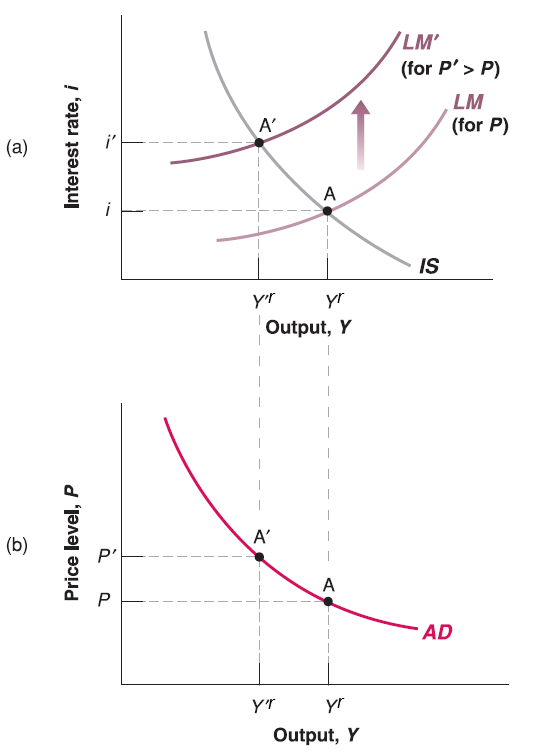 (a)
Interest rate, i
LM′
(for P′ > P)
LM
(for P)
A′
i′
A
i
IS
Y′r
Yr
Output, Y
(b)
Price level, P
A′
P′
A
P
AD
Y′r
Yr
Output, Y